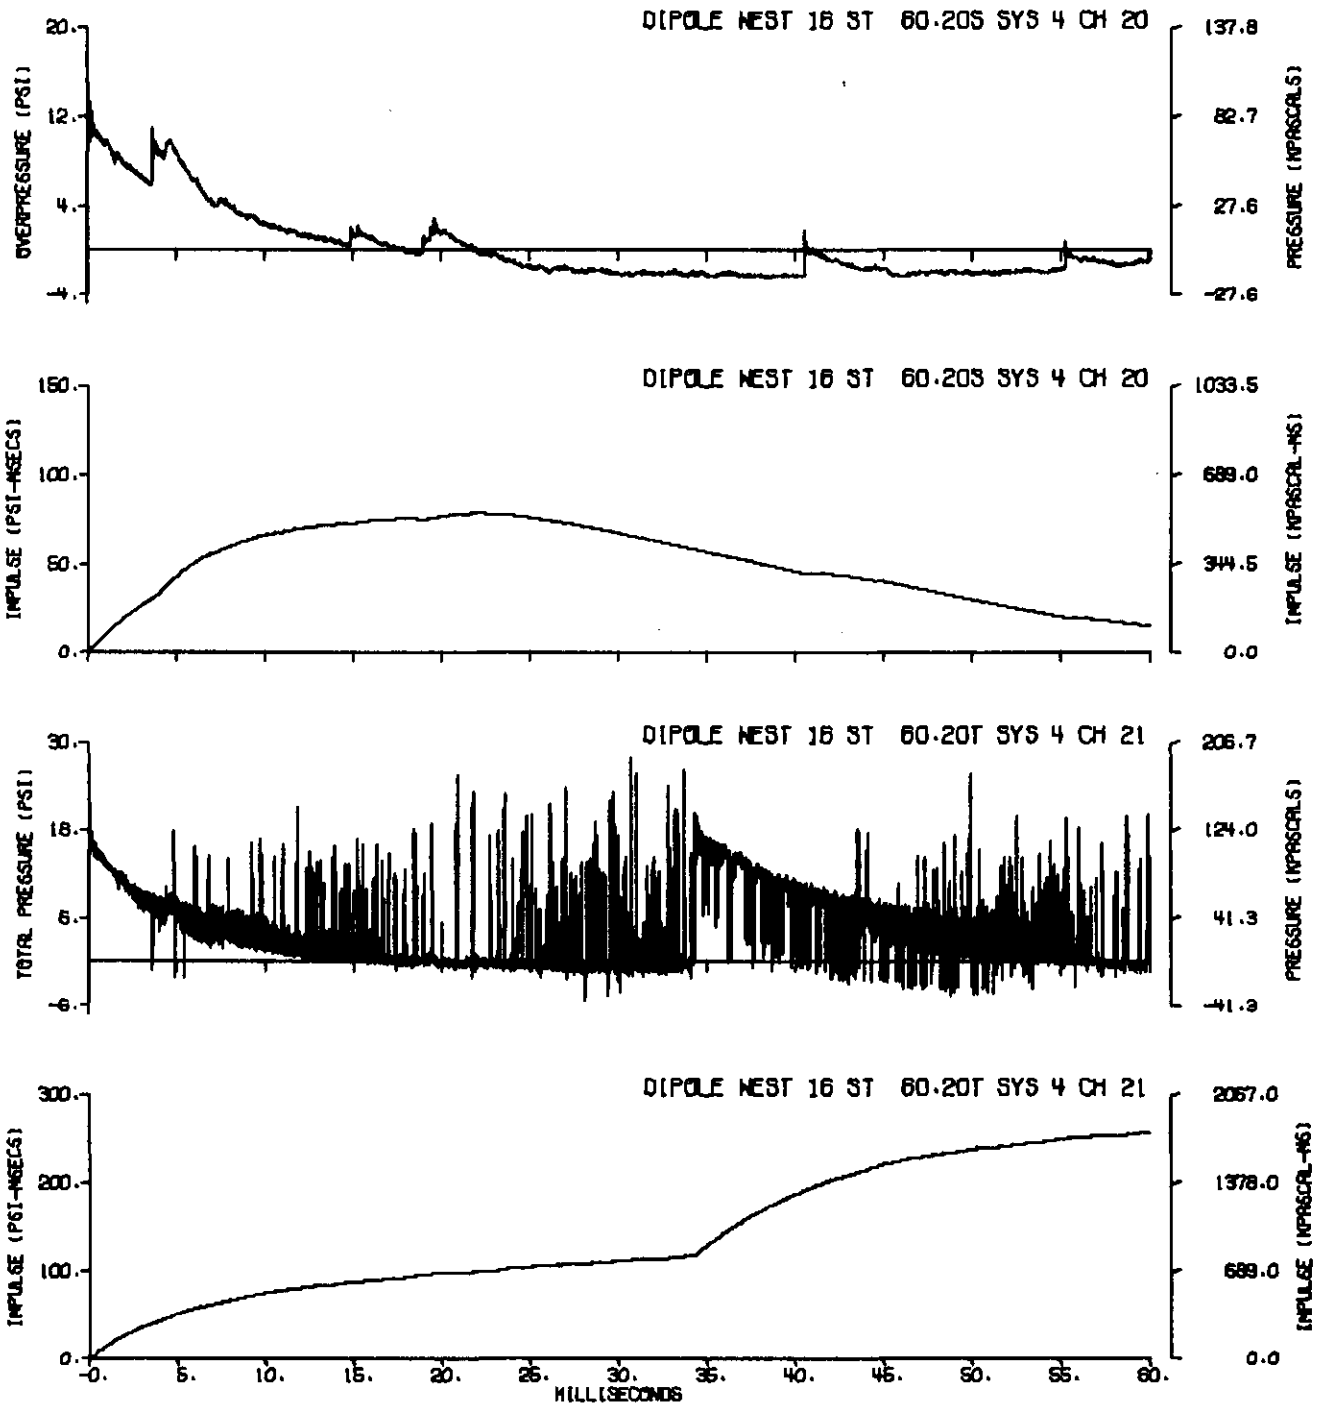 DIPOLE WEST 16 ST 60.20S SYS 4 CH 20
20.
12.
4.
-4.
OVERPRESSURE (PSI)
137.8
82.7
27.6
-27.6
PRESSURE (KPASCALS)
DIPOLE WEST 16 ST 60.20S SYS 4 CH 20
150.
100.
50.
0.
IMPULSE (PSI-MSECS)
1033.5
689.0
344.5
0.0
IMPULSE (KPASCAL-MS)
DIPOLE WEST 16 ST 60.20T SYS 4 CH 21
30.
18.
6.
-6.
TOTAL PRESSURE (PSI)
206.7
124.0
41.3
-41.3
PRESSURE (KPASCALS)
DIPOLE WEST 16 ST 60.20T SYS 4 CH 21
300.
200.
100.
0.
IMPULSE (PSI-MSECS)
2067.0
1378.0
689.0
0.0
IMPULSE (KPASCAL-MS)
-0. 5. 10. 15. 20. 25. 30. 35. 40. 45. 50. 55. 60.
MILLISECONDS